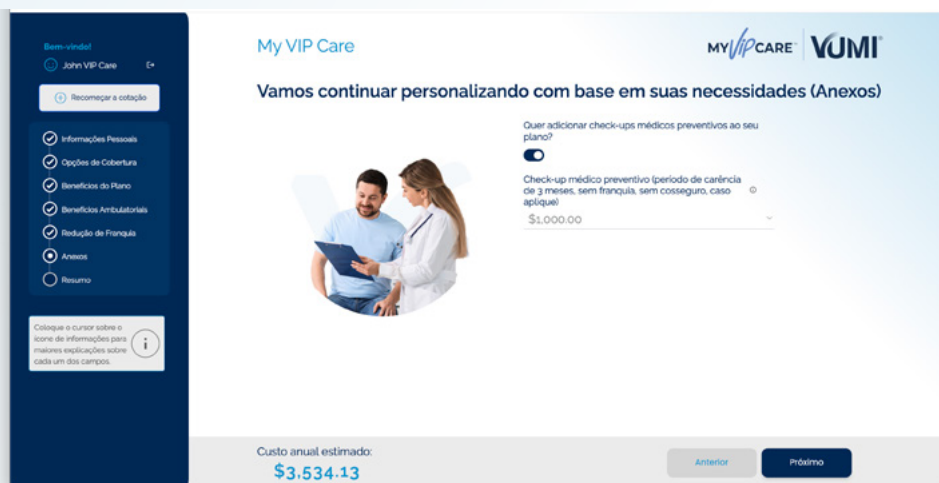 Bem-vindo!
John VIP Care
Recomeçar a cotação
Informações Pessoais
Opções de Cobertura
Benefícios do Plano
Benefícios Ambulatoriais
Redução de Franquia
Anexos
Resumo
Coloque o cursor sobre o
ícone de informações para
maiores explicações sobre
cada um dos campos.
i
My VIP Care
MY VIP CARE
VUMI
Vamos continuar personalizando com base em suas necessidades (Anexos)
Quer adicionar check-ups médicos preventivos ao seu
plano?
Check-up médico preventivo (período de carência
de 3 meses, sem franquia, sem cosseguro, caso
aplique)
$1,000.00
Custo anual estimado:
$3,534.13
Anterior
Próximo